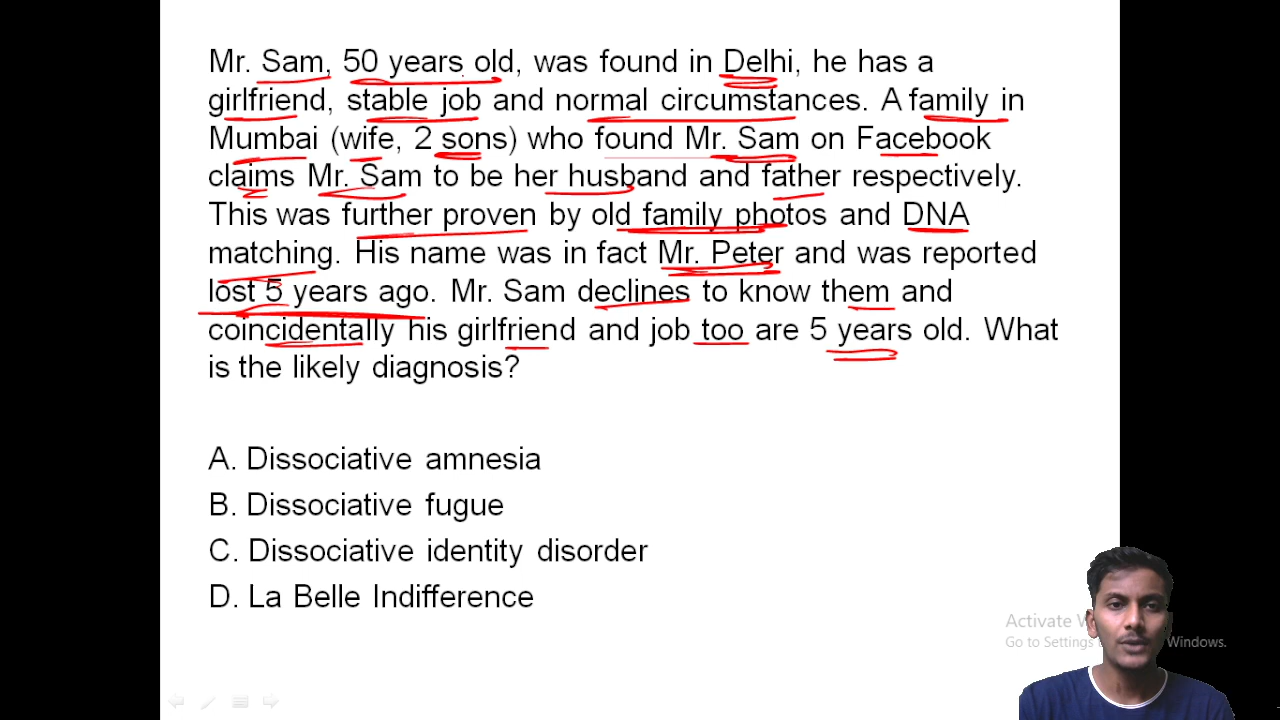 Mr. Sam, 50 years old, was found in Delhi, he has a
girlfriend, stable job and normal circumstances. A family in
Mumbai (wife, 2 sons) who found Mr. Sam on Facebook
claims Mr. Sam to be her husband and father respectively.
This was further proven by old family photos and DNA
matching. His name was in fact Mr. Peter and was reported
lost 5 years ago. Mr. Sam declines to know them and
coincidentally his girlfriend and job too are 5 years old. What
is the likely diagnosis?
A. Dissociative amnesia
B. Dissociative fugue
C. Dissociative identity disorder
D. La Belle Indifference
Activate
Go to Settings Windows.